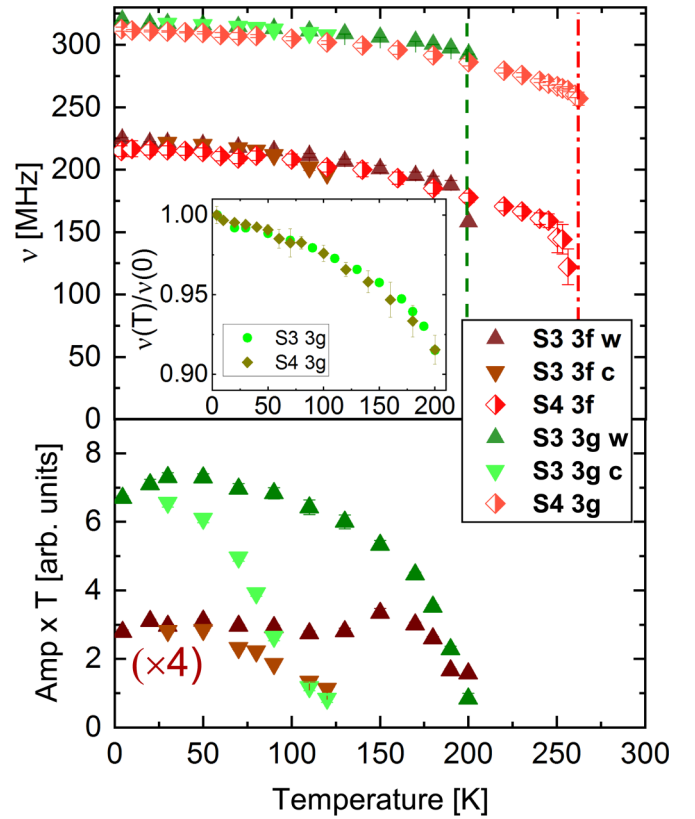 300
250
200
150
100
50
0
ν [MHz]
1.00
0.95
0.90
ν(T)/ν(0)
S3 3g
S4 3g
0 50 100 150 200
S3 3f w
S3 3f c
S4 3f
S3 3g w
S3 3g c
S4 3g
8
6
4
2
0
Amp x T [arb. units]
(×4)
0 50 100 150 200 250 300
Temperature [K]